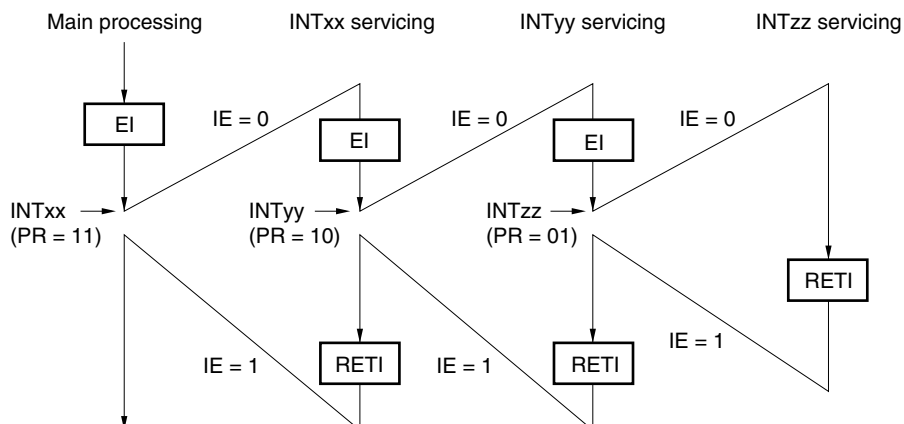 Main processing INTxx servicing INTyy servicing INTzz servicing
EI
IE = 0
EI
IE = 0
EI
IE = 0
INTxx
(PR = 11)
INTyy
(PR = 10)
INTzz
(PR = 01)
RETI
IE = 1
RETI
IE = 1
RETI
IE = 1